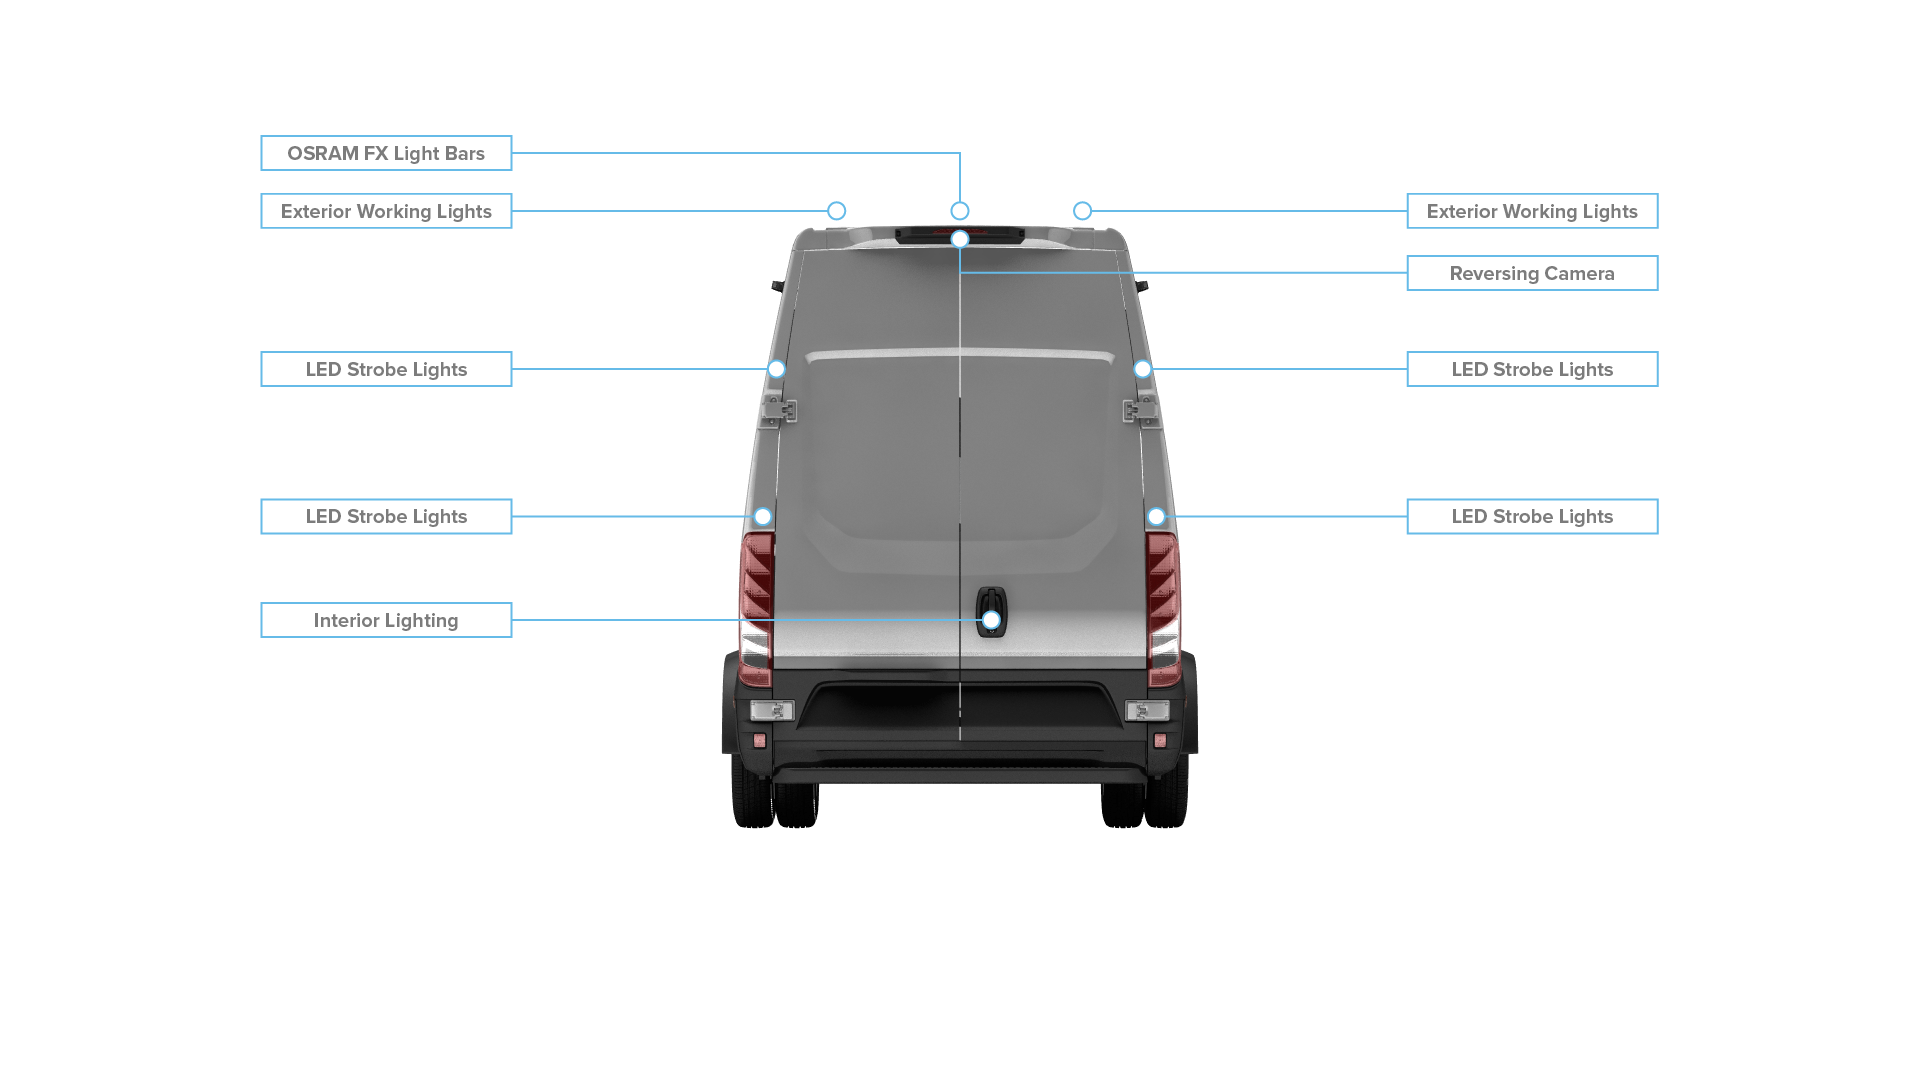 OSRAM FX Light Bars
Exterior Working Lights
Exterior Working Lights
Reversing Camera
LED Strobe Lights
LED Strobe Lights
LED Strobe Lights
LED Strobe Lights
Interior Lighting